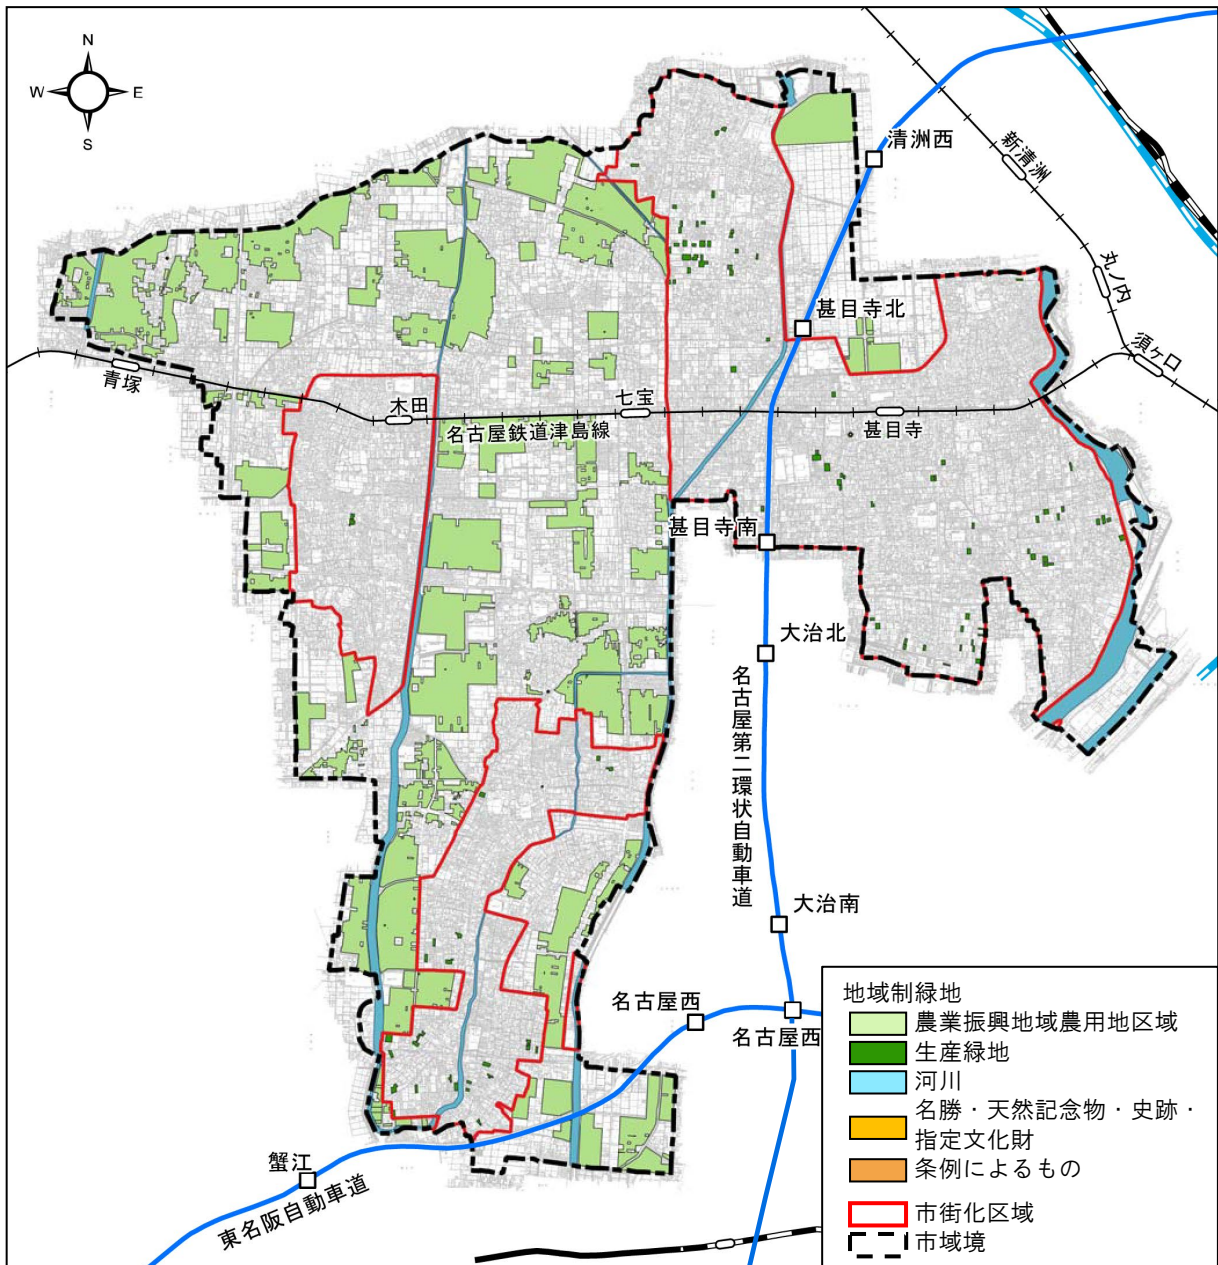 N
W
E
S
清洲西
新清洲
丸ノ内
須ヶ口
甚目寺北
青塚
木田
七宝
名古屋鉄道津島線
甚目寺
甚目寺南
大治北
名古屋第二環状自動車道
大治南
名古屋西
名古屋西
蟹江
東名阪自動車道
地域制緑地
農業振興地域農用地区域
生産緑地
河川
名勝・天然記念物・史跡・
指定文化財
条例によるもの
市街化区域
市域境